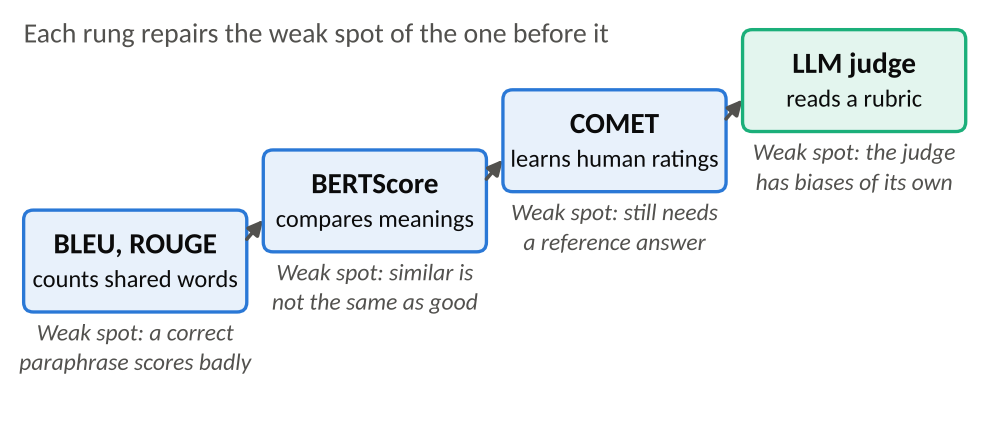 Each rung repairs the weak spot of the one before it
BLEU, ROUGE
counts shared words
Weak spot: a correct
paraphrase scores badly
BERTScore
compares meanings
Weak spot: similar is
not the same as good
COMET
learns human ratings
Weak spot: still needs
a reference answer
LLM judge
reads a rubric
Weak spot: the judge
has biases of its own